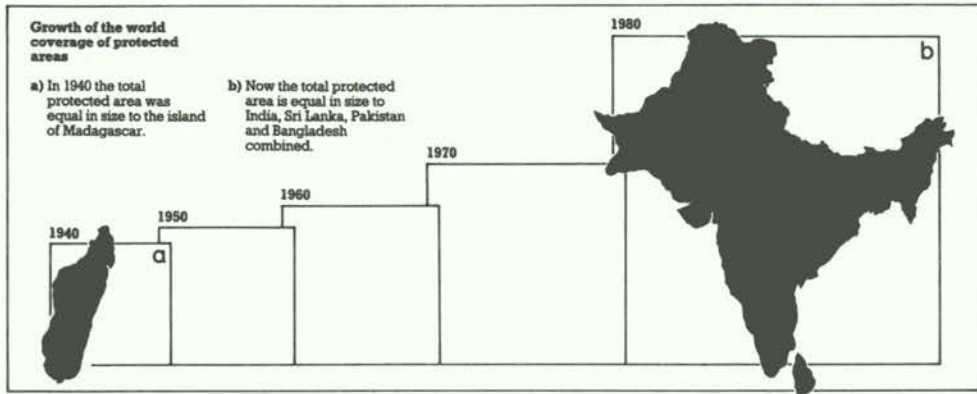 Growth of the world
coverage of protected
areas
a) In 1940 the total
protected area was
equal in size to the island
of Madagascar.
b) Now the total protected
area is equal in size to
India, Sri Lanka, Pakistan
and Bangladesh
combined.
1940
a
1950
1960
1970
1980
b